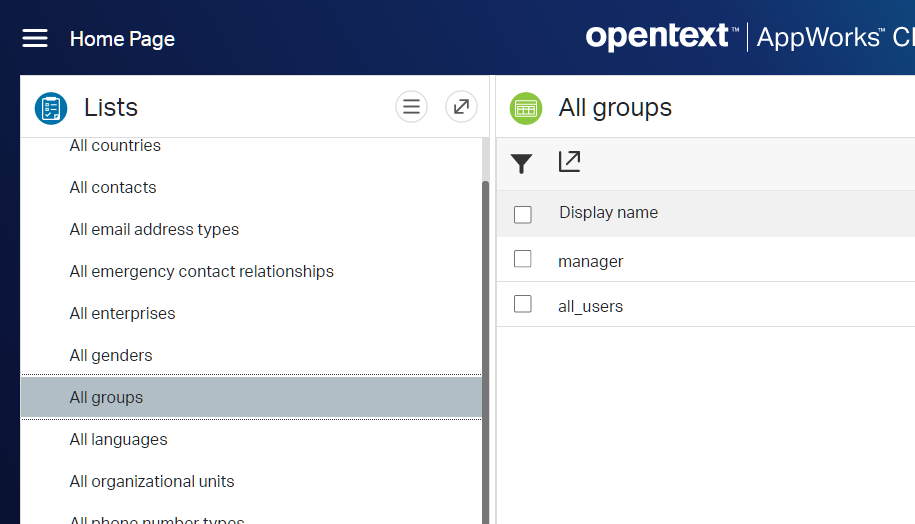 Home Page
opentext™ | AppWorks™
Lists
All countries
All contacts
All email address types
All emergency contact relationships
All enterprises
All genders
All groups
All languages
All organizational units
All phone number types
All groups
Display name
manager
all_users